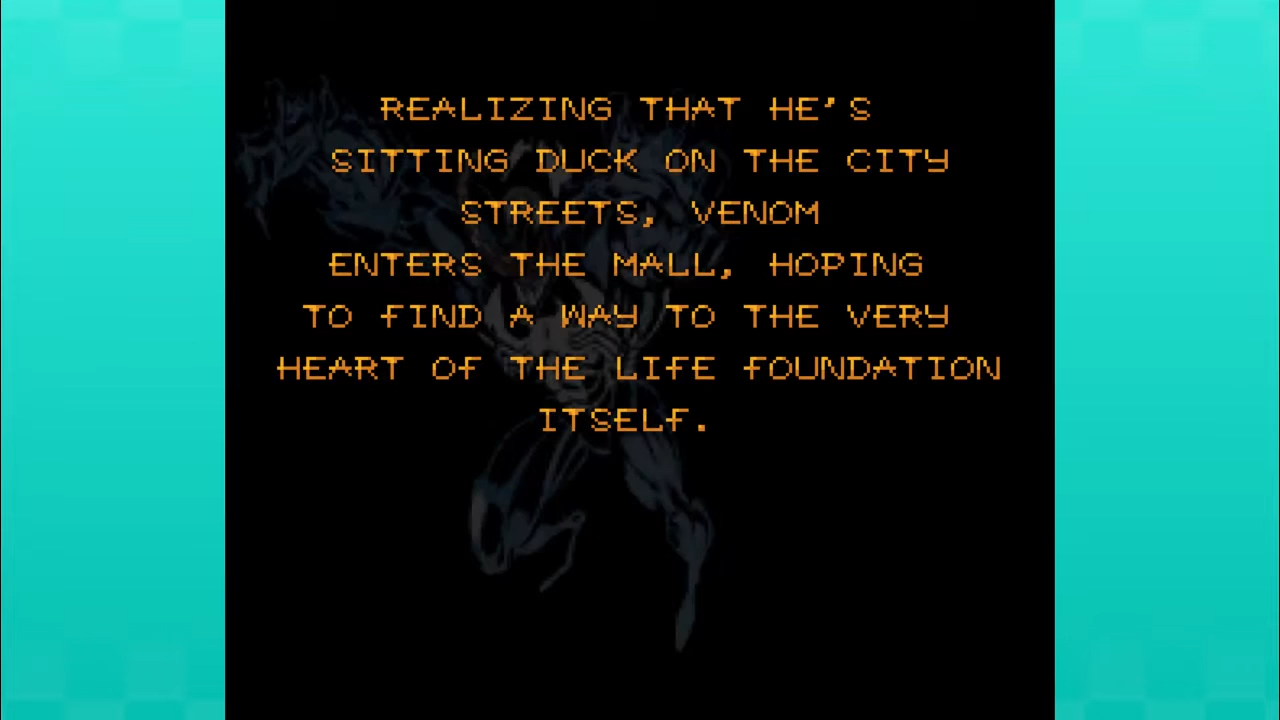 REALIZING THAT HE'S
SITTING DUCK ON THE CITY
STREETS, VENOM
ENTERS THE MALL, HOPING
TO FIND A WAY TO THE VERY
HEART OF THE LIFE FOUNDATION
ITSELF.